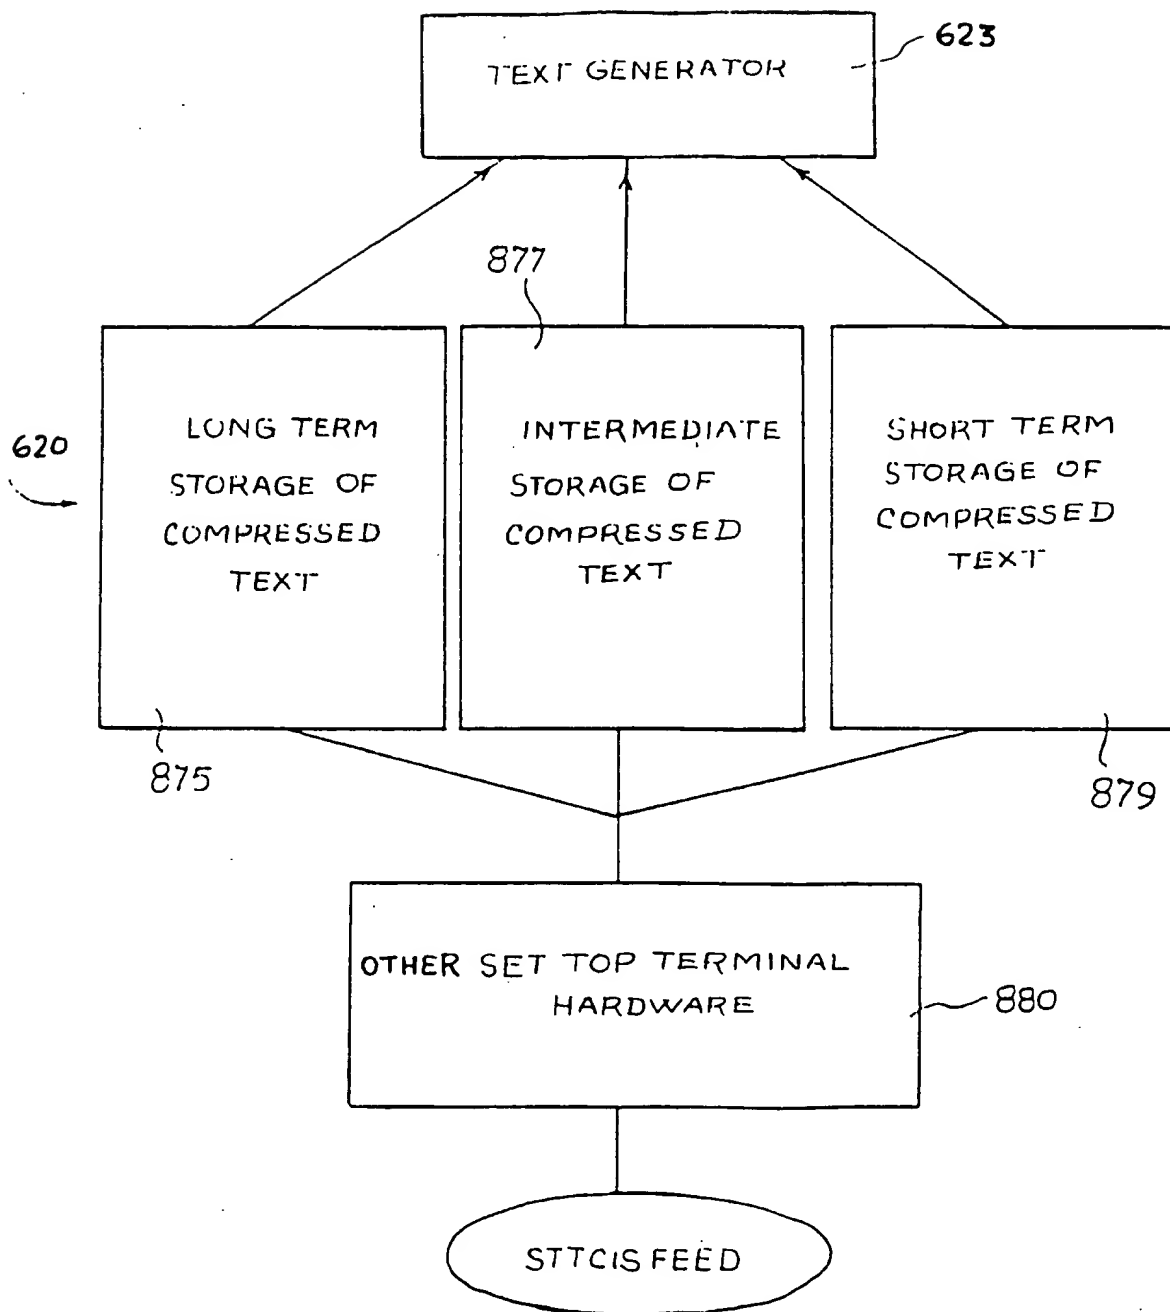 623
TEXT GENERATOR
877
620
LONG TERM
STORAGE OF
COMPRESSED
TEXT
INTERMEDIATE
STORAGE OF
COMPRESSED
TEXT
SHORT TERM
STORAGE OF
COMPRESSED
TEXT
875
879
OTHER SET TOP TERMINAL
HARDWARE
880
STTCIS FEED